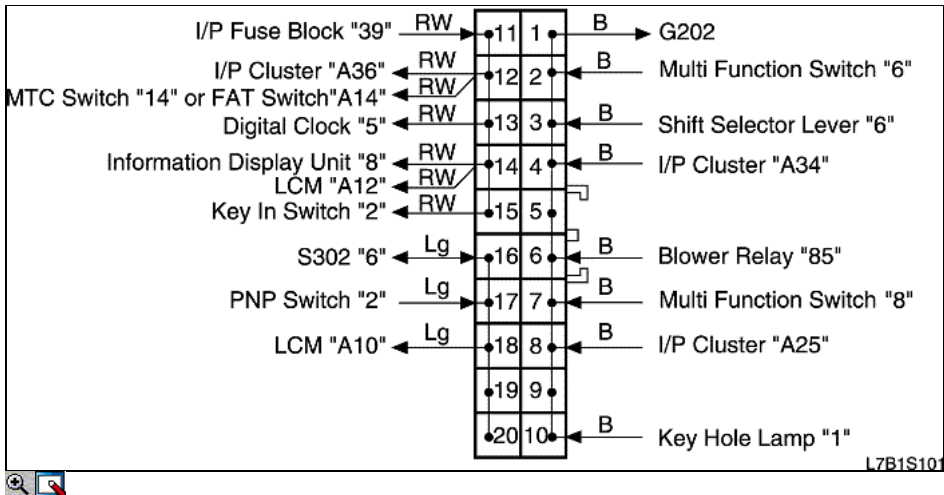 I/P Fuse Block "39" RW 11 1 B G202
I/P Cluster "A36" RW 12 2 B Multi Function Switch "6"
MTC Switch "14" or FAT Switch"A14" RW
Digital Clock "5" RW 13 3 B Shift Selector Lever "6"
Information Display Unit "8" RW 14 4 B I/P Cluster "A34"
LCM "A12" RW
Key In Switch "2" RW 15 5
S302 "6" Lg 16 6 B Blower Relay "85"
PNP Switch "2" Lg 17 7 B Multi Function Switch "8"
LCM "A10" Lg 18 8 B I/P Cluster "A25"
19 9
20 10 B Key Hole Lamp "1"
L7B1S101